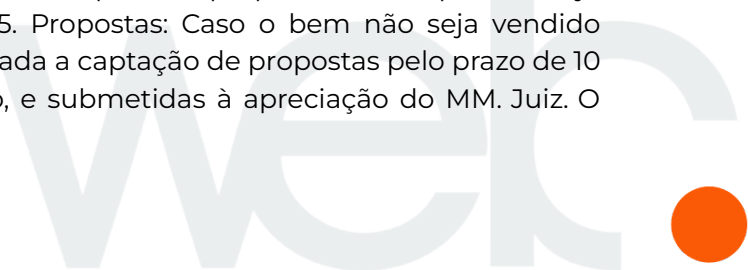 5. Propostas: Caso o bem não seja vendido
ada a captação de propostas pelo prazo de 10
, e submetidas à apreciação do MM. Juiz. O
web.